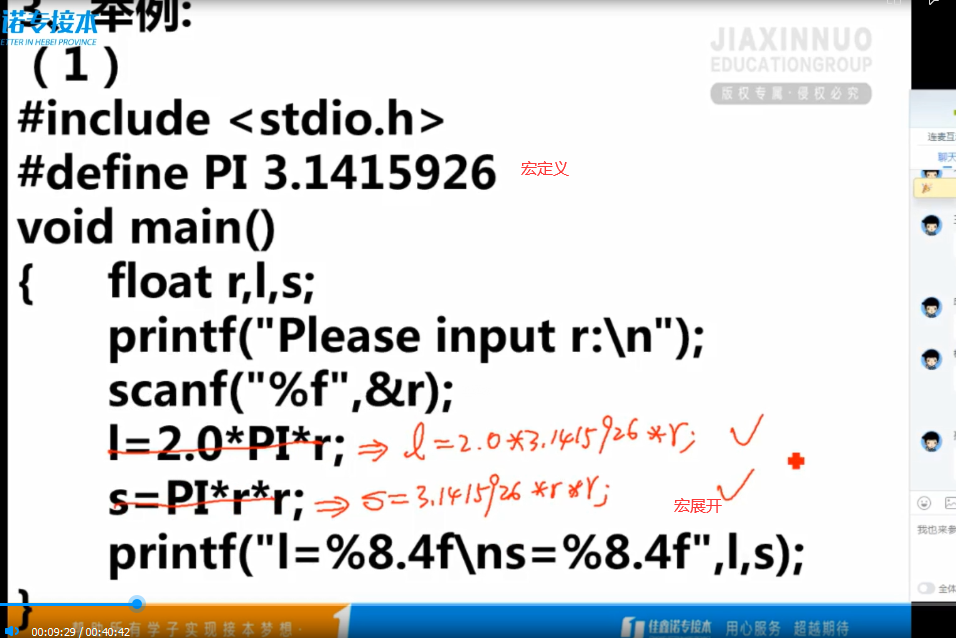 3、举例:
诺专接本
ETTER IN HEBEI PROVINCE
（1）
JIAXINNUO
EDUCATIONGROUP
版权专属·侵权必究
#include <stdio.h>
#define PI 3.1415926 宏定义
void main()
{ float r,l,s;
printf("Please input r:\n");
scanf("%f",&r);
l=2.0*PI*r; ⇒ l=2.0*3.1415926*r; ✓
s=PI*r*r; ⇒ s=3.1415926*r*r; ✓
宏展开
printf("l=%8.4f\ns=%8.4f",l,s);
}
连麦互
聊天
我也来参
全体
帮助所有学子实现接本梦想·
佳鑫诺专接本 用心服务 超越期待
00:09:29 / 00:40:42